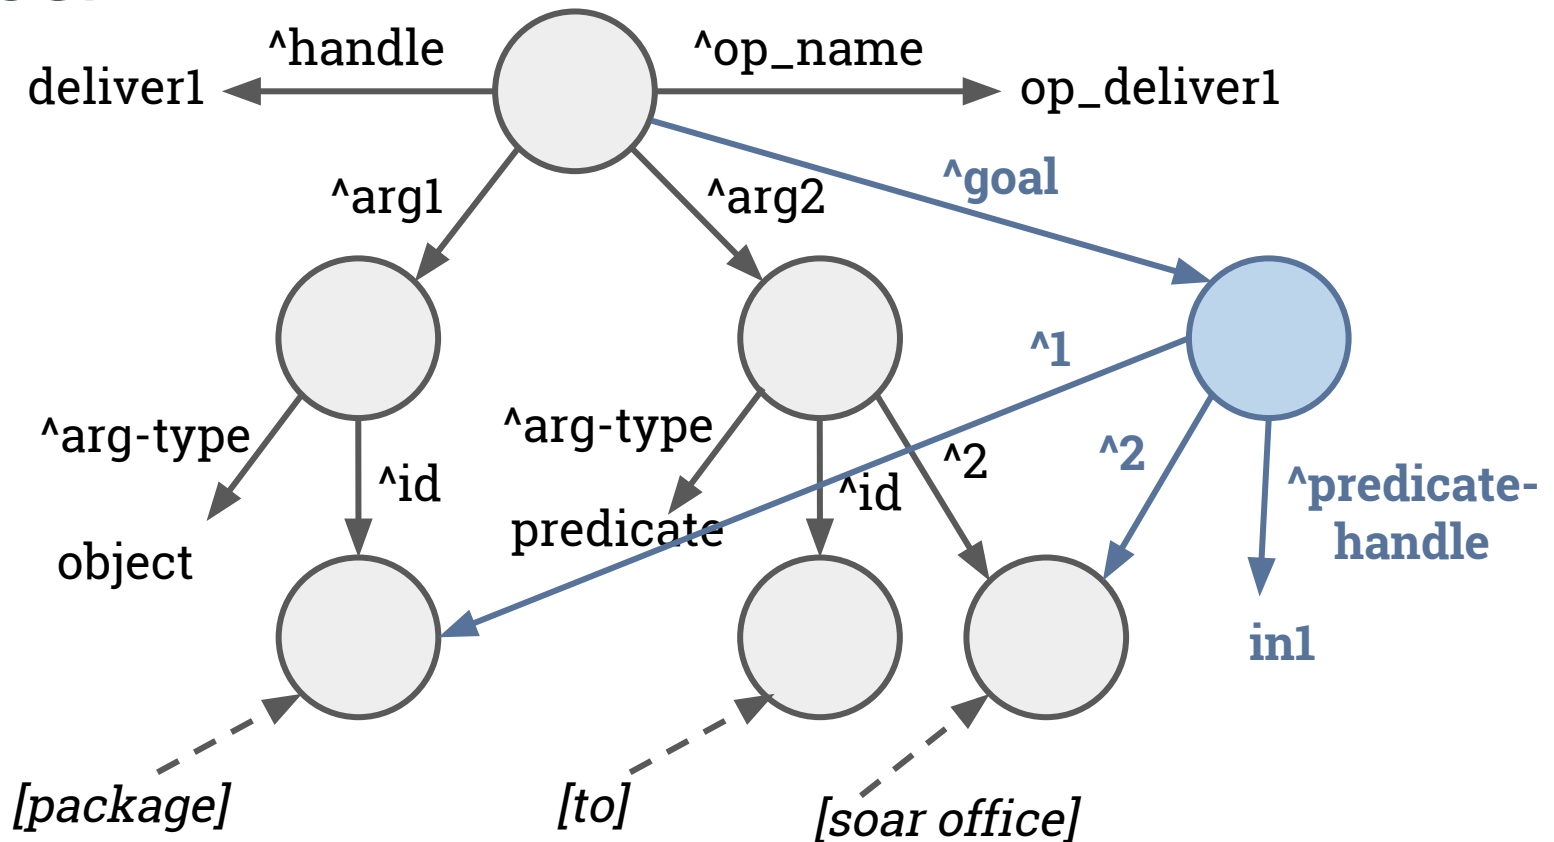 ^handle
^op_name
deliver1
op_deliver1
^goal
^arg1
^arg2
^1
^arg-type
^arg-type
^2
^2
^id
^id
^predicate-
handle
predicate
object
in1
[package]
[to]
[soar office]